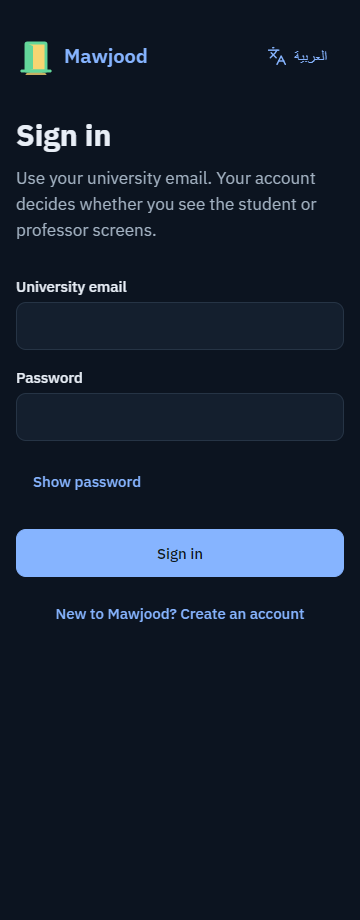 Mawjood
العربية
Sign in
Use your university email. Your account
decides whether you see the student or
professor screens.
University email
Password
Show password
Sign in
New to Mawjood? Create an account